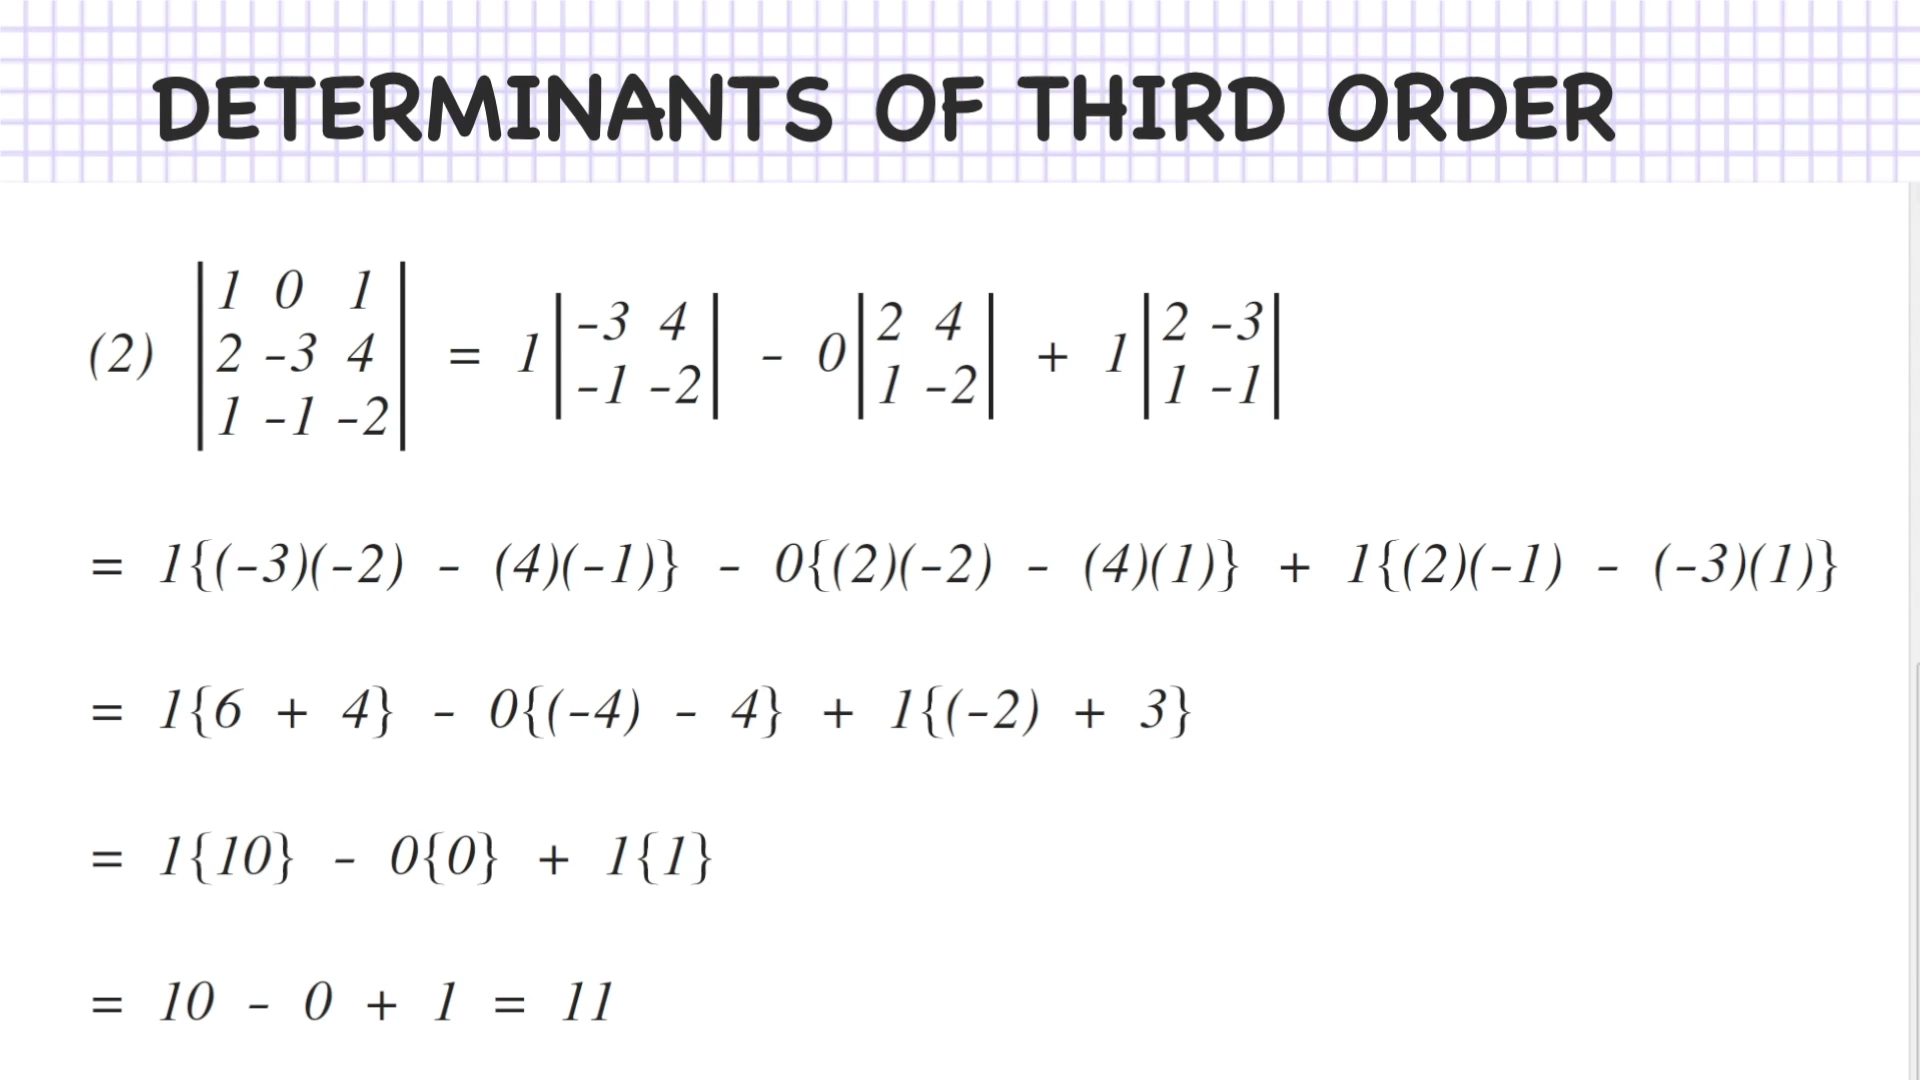 DETERMINANTS OF THIRD ORDER
(2) |1 0 1; 2 -3 4; 1 -1 -2| = 1|-3 4; -1 -2| - 0|2 4; 1 -2| + 1|2 -3; 1 -1|
= 1{(-3)(-2) - (4)(-1)} - 0{(2)(-2) - (4)(1)} + 1{(2)(-1) - (-3)(1)}
= 1{6 + 4} - 0{(-4) - 4} + 1{(-2) + 3}
= 1{10} - 0{0} + 1{1}
= 10 - 0 + 1 = 11